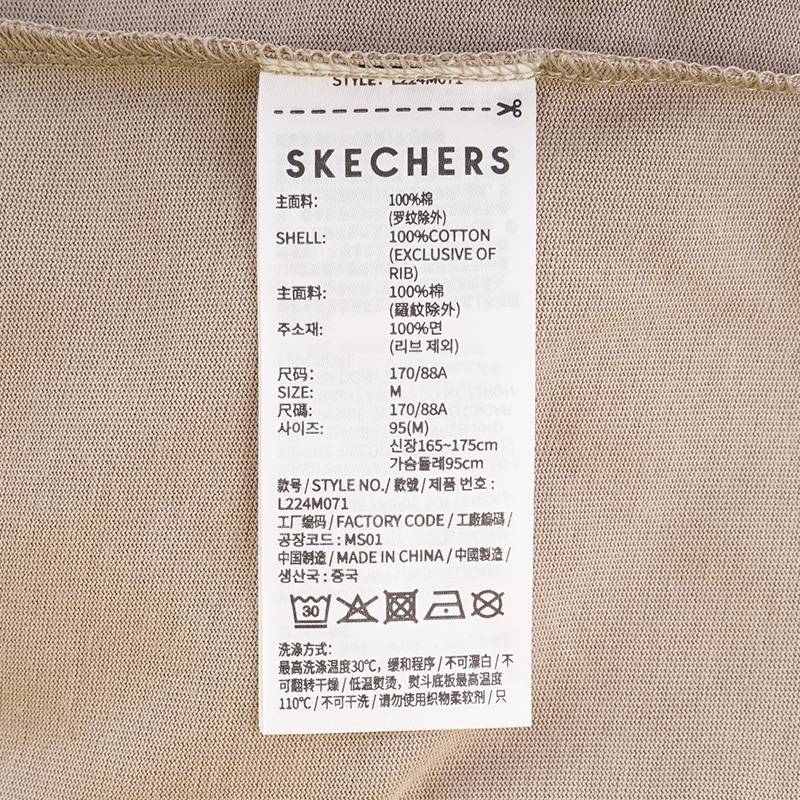 STYLE: L224M071
SKECHERS
主面料: 100%棉
(罗纹除外)
SHELL: 100%COTTON
(EXCLUSIVE OF
RIB)
主面料: 100%棉
(羅紋除外)
주소재: 100%면
(리브 제외)
尺码: 170/88A
SIZE: M
尺碼: 170/88A
사이즈: 95(M)
신장165~175cm
가슴둘레95cm
款号/STYLE NO./款號/제품 번호:
L224M071
工厂编码/FACTORY CODE/工廠編碼/
공장코드:MS01
中国制造/MADE IN CHINA/中國製造/
생산국:중국
30
洗涤方式:
最高洗涤温度30℃，缓和程序/不可漂白/不
可翻转干燥/低温熨烫，熨斗底板最高温度
110℃/不可干洗/请勿使用织物柔软剂/只